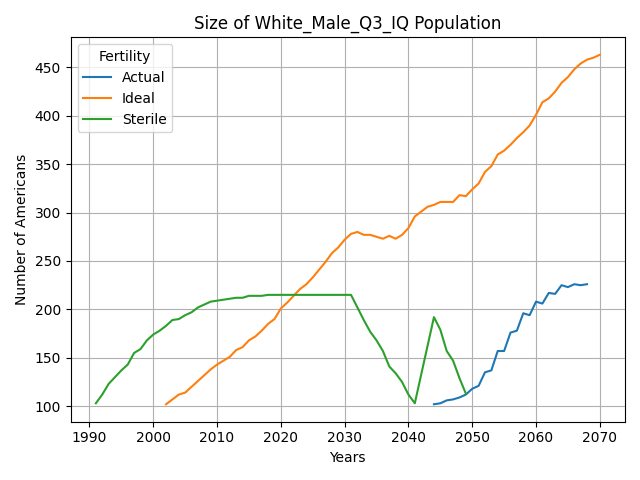 Size of White_Male_Q3_IQ Population
Fertility
Actual
Ideal
Sterile
Number of Americans
450
400
350
300
250
200
150
100
1990
2000
2010
2020
2030
2040
2050
2060
2070
Years